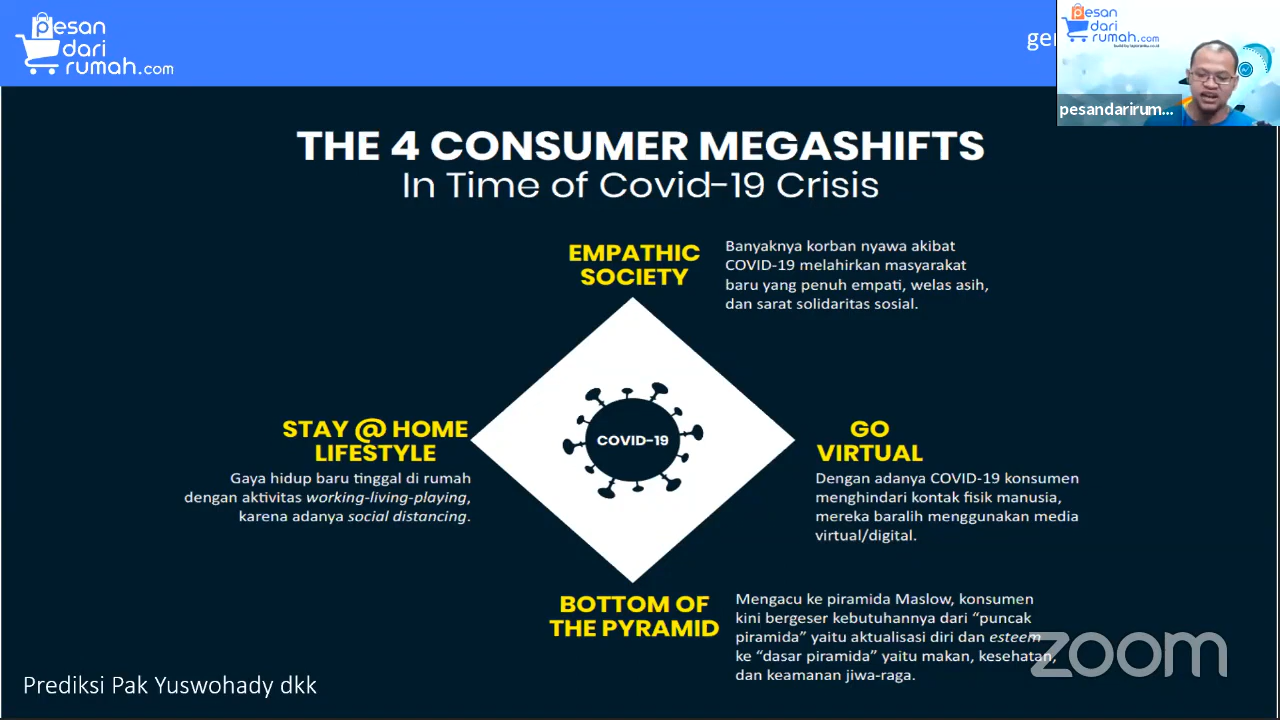 pesan
dari
rumah.com
ger
pesan
dari
rumah.com
pesandarirum...
THE 4 CONSUMER MEGASHIFTS
In Time of Covid-19 Crisis
EMPATHIC
SOCIETY
Banyaknya korban nyawa akibat
COVID-19 melahirkan masyarakat
baru yang penuh empati, welas asih,
dan sarat solidaritas sosial.
STAY @ HOME
LIFESTYLE
Gaya hidup baru tinggal di rumah
dengan aktivitas working-living-playing,
karena adanya social distancing.
COVID-19
GO
VIRTUAL
Dengan adanya COVID-19 konsumen
menghindari kontak fisik manusia,
mereka baralih menggunakan media
virtual/digital.
BOTTOM OF
THE PYRAMID
Mengacu ke piramida Maslow, konsumen
kini bergeser kebutuhannya dari “puncak
piramida” yaitu aktualisasi diri dan esteem
ke “dasar piramida” yaitu makan, kesehatan,
dan keamanan jiwa-raga.
zoom
Prediksi Pak Yuswohady dkk